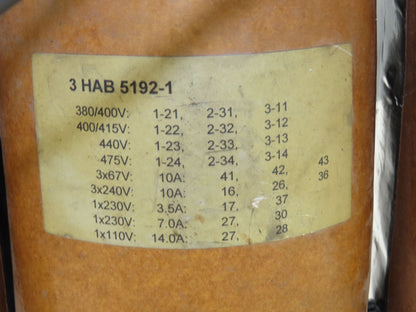 3 HAB 5192-1
380/400V: 1-21, 2-31, 3-11
400/415V: 1-22, 2-32, 3-12
440V: 1-23, 2-33, 3-13
475V: 1-24, 2-34, 3-14
3x67V: 10A: 41, 42, 43
3x240V: 10A: 16, 26, 36
1x230V: 3.5A: 17, 37
1x230V: 7.0A: 27, 30
1x110V: 14.0A: 27, 28